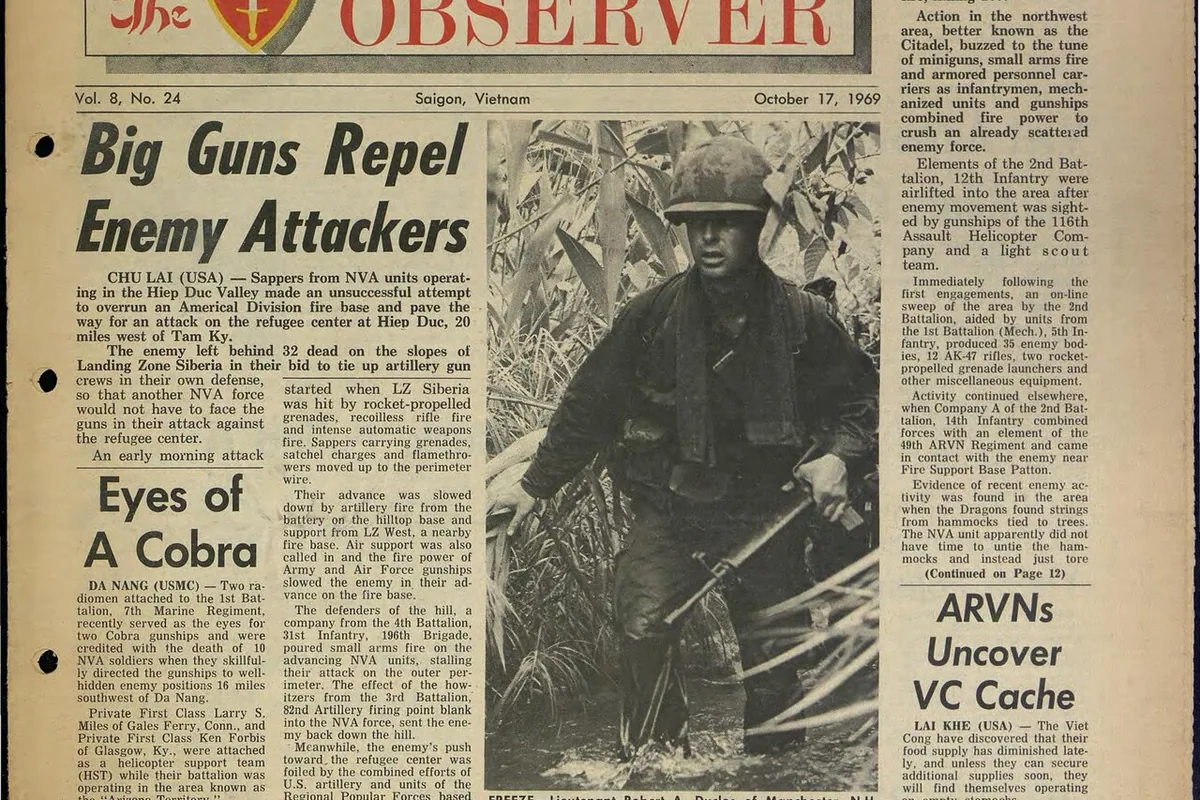 The
OBSERVER
Vol. 8, No. 24
Saigon, Vietnam
October 17, 1969
Big Guns Repel
Enemy Attackers
CHU LAI (USA) — Sappers from NVA units operat-
ing in the Hiep Duc Valley made an unsuccessful attempt
to overrun an Americal Division fire base and pave the
way for an attack on the refugee center at Hiep Duc, 20
miles west of Tam Ky.
The enemy left behind 32 dead on the slopes of
Landing Zone Siberia in their bid to tie up artillery gun
crews in their own defense,
so that another NVA force
would not have to face the
guns in their attack against
the refugee center.
An early morning attack
started when LZ Siberia
was hit by rocket-propelled
grenades, recoilless rifle fire
and intense automatic weapons
fire. Sappers carrying grenades,
satchel charges and flamethro-
wers moved up to the perimeter
wire.
Their advance was slowed
down by artillery fire from the
battery on the hilltop base and
support from LZ West, a nearby
fire base. Air support was also
called in and the fire power of
Army and Air Force gunships
slowed the enemy in their ad-
vance on the fire base.
The defenders of the hill, a
company from the 4th Battalion,
31st Infantry, 196th Brigade,
poured small arms fire on the
advancing NVA units, stalling
their attack on the outer per-
imeter. The effect of the how-
itzers from the 3rd Battalion,
82nd Artillery firing point blank
into the NVA force, sent the ene-
my back down the hill.
Meanwhile, the enemy's push
toward the refugee center was
foiled by the combined efforts of
U.S. artillery and units of the
Regional Popular Forces based
Eyes of
A Cobra
DA NANG (USMC) — Two ra-
diomen attached to the 1st Bat-
talion, 7th Marine Regiment,
recently served as the eyes for
two Cobra gunships and were
credited with the death of 10
NVA soldiers when they skillful-
ly directed the gunships to well-
hidden enemy positions 16 miles
southwest of Da Nang.
Private First Class Larry S.
Miles of Gales Ferry, Conn., and
Private First Class Ken Forbis
of Glasgow, Ky., were attached
as a helicopter support team
(HST) while their battalion was
operating in the area known as
the "Arizona Territory."
FREEZE—Lieutenant Robert A. Duclos of Manchester, N.H.
Action in the northwest
area, better known as the
Citadel, buzzed to the tune
of miniguns, small arms fire
and armored personnel car-
riers as infantrymen, mech-
anized units and gunships
combined fire power to
crush an already scattered
enemy force.
Elements of the 2nd Bat-
talion, 12th Infantry were
airlifted into the area after
enemy movement was sight-
ed by gunships of the 116th
Assault Helicopter Com-
pany and a light scout
team.
Immediately following the
first engagements, an on-line
sweep of the area by the 2nd
Battalion, aided by units from
the 1st Battalion (Mech.), 5th In-
fantry, produced 35 enemy bod-
ies, 12 AK-47 rifles, two rocket-
propelled grenade launchers and
other miscellaneous equipment.
Activity continued elsewhere,
when Company A of the 2nd Bat-
talion, 14th Infantry combined
forces with an element of the
49th ARVN Regiment and came
in contact with the enemy near
Fire Support Base Patton.
Evidence of recent enemy ac-
tivity was found in the area
when the Dragons found strings
from hammocks tied to trees.
The NVA unit apparently did not
have time to untie the ham-
mocks and instead just tore
(Continued on Page 12)
ARVNs
Uncover
VC Cache
LAI KHE (USA) — The Viet
Cong have discovered that their
food supply has diminished late-
ly, and unless they can secure
additional supplies soon, they
will find themselves operating